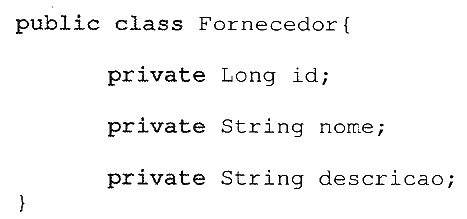 public class Fornecedor{
private Long id;
private String nome;
private String descricao;
}